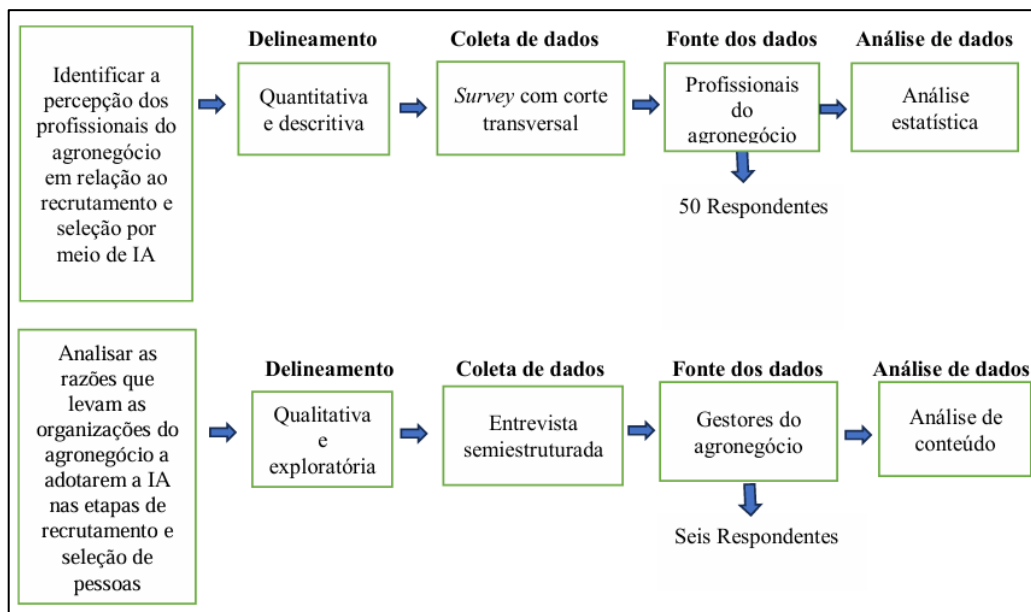 Identificar a
percepção dos
profissionais do
agronegócio
em relação ao
recrutamento e
seleção por
meio de IA
Delineamento
Quantitativa
e descritiva
Coleta de dados
Survey com corte
transversal
Fonte dos dados
Profissionais
do
agronegócio
50 Respondentes
Análise de dados
Análise
estatística
Analisar as
razões que
levam as
organizações do
agronegócio a
adotarem a IA
nas etapas de
recrutamento e
seleção de
pessoas
Delineamento
Qualitativa
e
exploratória
Coleta de dados
Entrevista
semiestruturada
Fonte dos dados
Gestores do
agronegócio
Seis Respondentes
Análise de dados
Análise de
conteúdo